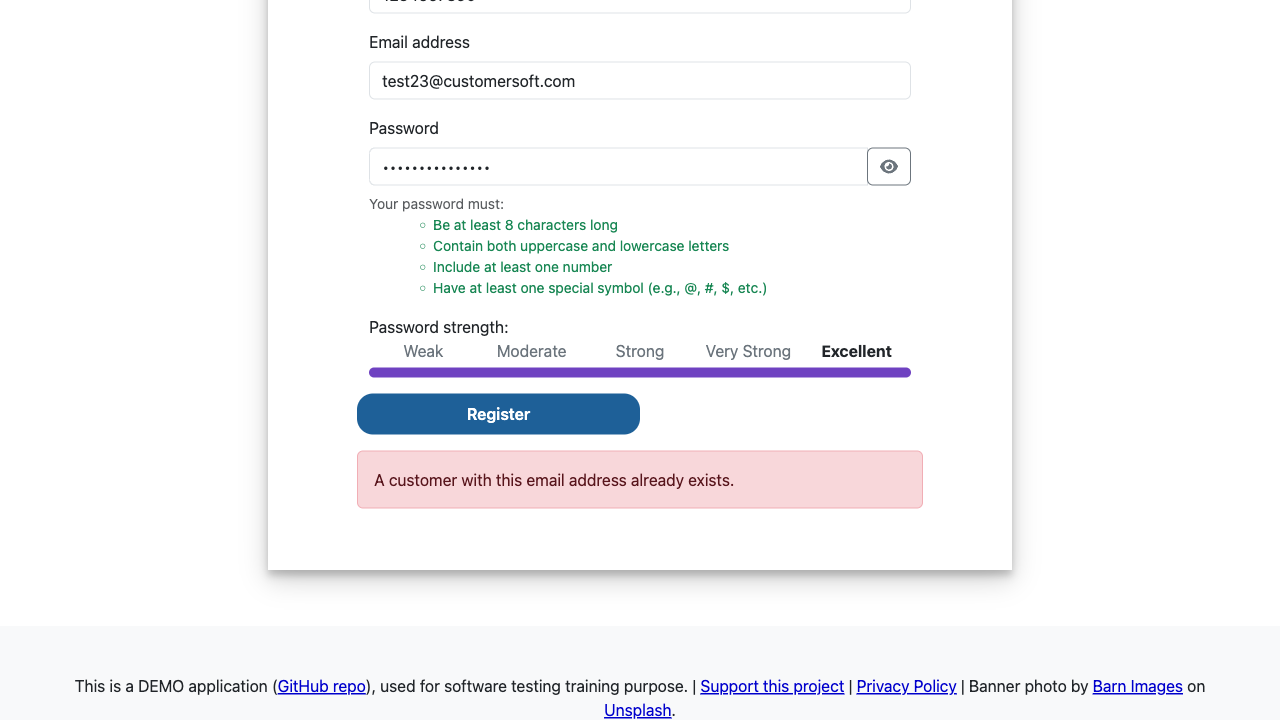 Email address
test23@customersoft.com
Password
•••••••••••••••
Your password must:
Be at least 8 characters long
Contain both uppercase and lowercase letters
Include at least one number
Have at least one special symbol (e.g., @, #, $, etc.)
Password strength:
Weak Moderate Strong Very Strong Excellent
Register
A customer with this email address already exists.
This is a DEMO application (GitHub repo), used for software testing training purpose. | Support this project | Privacy Policy | Banner photo by Barn Images on
Unsplash.